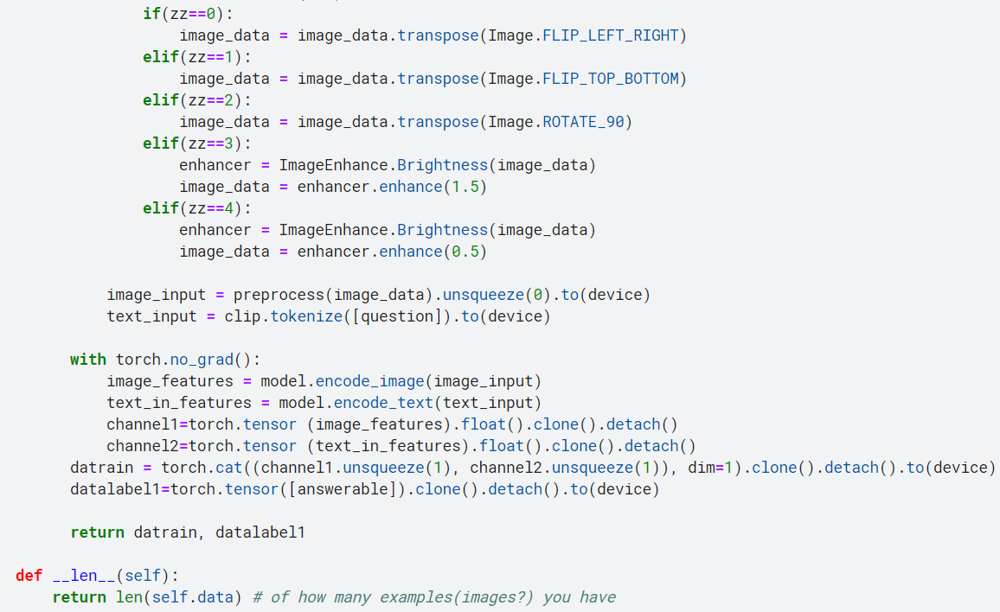 if(zz==0):
image_data = image_data.transpose(Image.FLIP_LEFT_RIGHT)
elif(zz==1):
image_data = image_data.transpose(Image.FLIP_TOP_BOTTOM)
elif(zz==2):
image_data = image_data.transpose(Image.ROTATE_90)
elif(zz==3):
enhancer = ImageEnhance.Brightness(image_data)
image_data = enhancer.enhance(1.5)
elif(zz==4):
enhancer = ImageEnhance.Brightness(image_data)
image_data = enhancer.enhance(0.5)
image_input = preprocess(image_data).unsqueeze(0).to(device)
text_input = clip.tokenize([question]).to(device)
with torch.no_grad():
image_features = model.encode_image(image_input)
text_in_features = model.encode_text(text_input)
channel1=torch.tensor (image_features).float().clone().detach()
channel2=torch.tensor (text_in_features).float().clone().detach()
datrain = torch.cat((channel1.unsqueeze(1), channel2.unsqueeze(1)), dim=1).clone().detach().to(device)
datalabel1=torch.tensor([answerable]).clone().detach().to(device)
return datrain, datalabel1
def __len__(self):
return len(self.data) # of how many examples(images?) you have